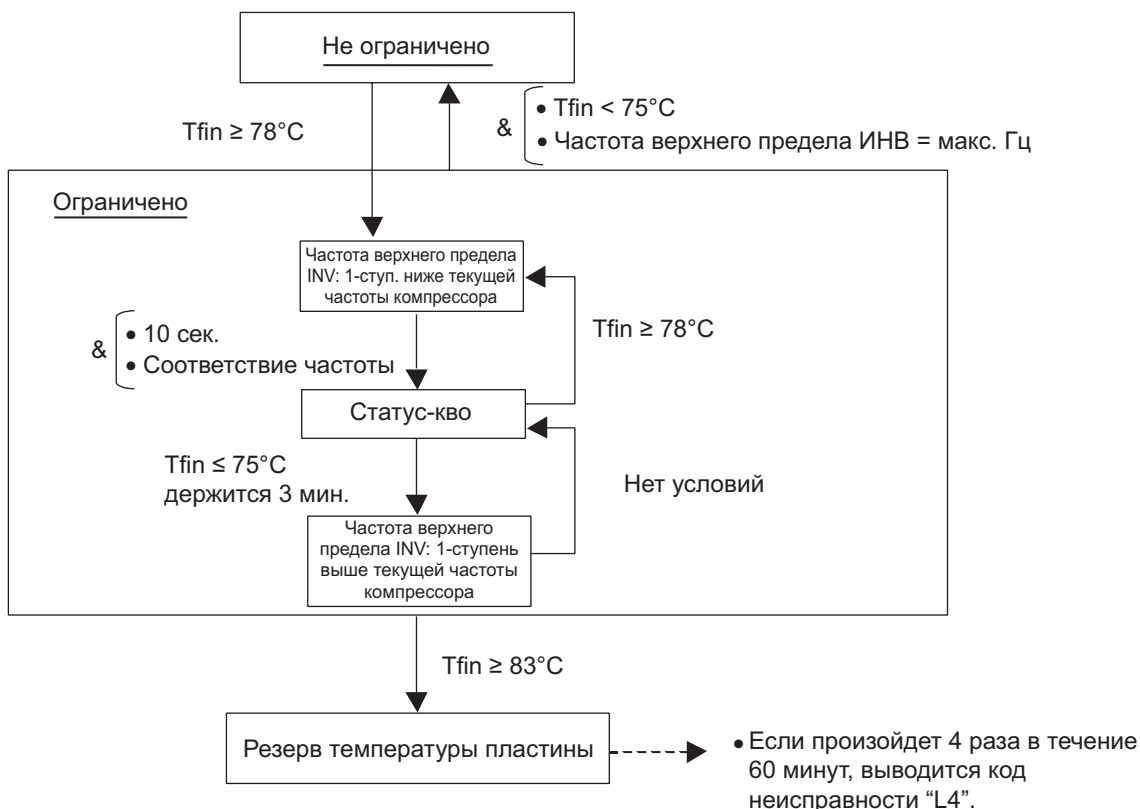 Не ограничено
Tfin ≥ 78°C
&
• Tfin < 75°C
• Частота верхнего предела ИНВ = макс. Гц
Ограничено
Частота верхнего предела
INV: 1-ступ. ниже текущей
частоты компрессора
&
• 10 сек.
• Соответствие частоты
Tfin ≥ 78°C
Статус-кво
Tfin ≤ 75°C
держится 3 мин.
Нет условий
Частота верхнего
предела INV: 1-ступень
выше текущей частоты
компрессора
Tfin ≥ 83°C
Резерв температуры пластины
• Если произойдет 4 раза в течение
60 минут, выводится код
неисправности “L4”.